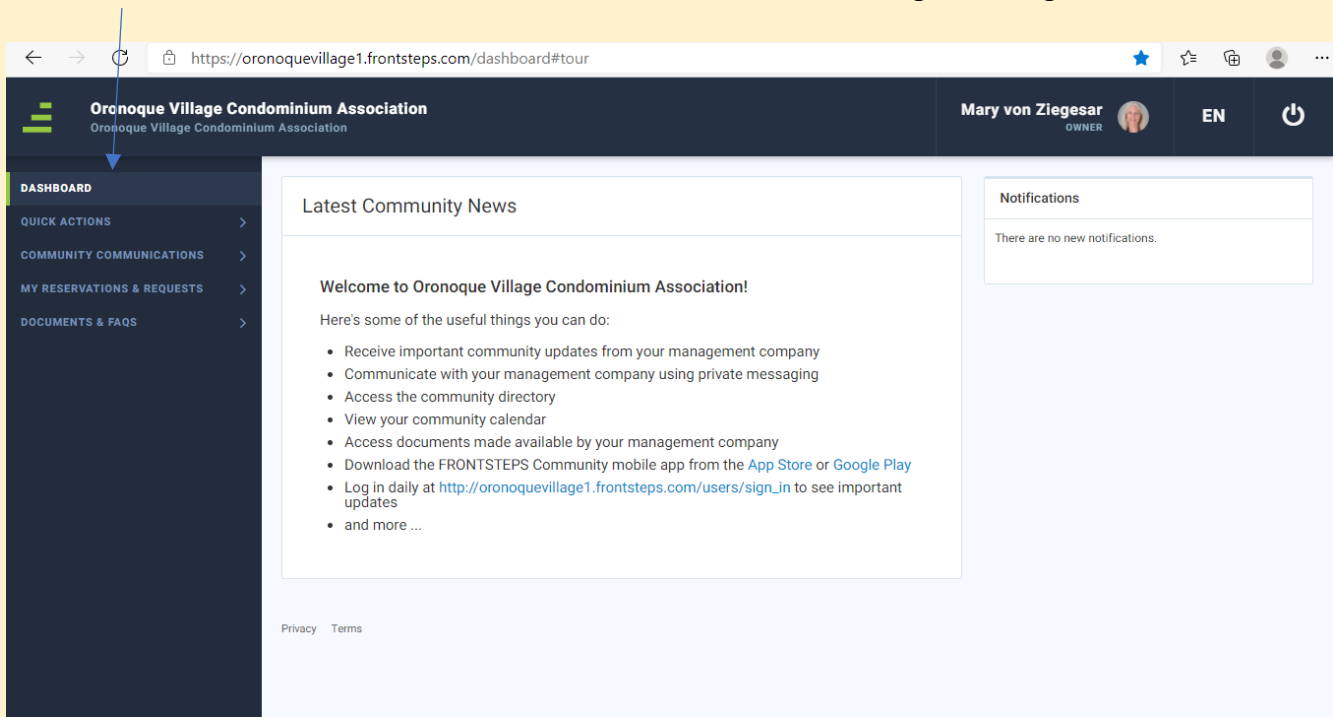 https://oronoquevillage1.frontsteps.com/dashboard#tour
Oronoque Village Condominium Association
Oronoque Village Condominium Association
Mary von Ziegesar
OWNER
EN
DASHBOARD
QUICK ACTIONS
COMMUNITY COMMUNICATIONS
MY RESERVATIONS & REQUESTS
DOCUMENTS & FAQS
Latest Community News
Welcome to Oronoque Village Condominium Association!
Here's some of the useful things you can do:
• Receive important community updates from your management company
• Communicate with your management company using private messaging
• Access the community directory
• View your community calendar
• Access documents made available by your management company
• Download the FRONTSTEPS Community mobile app from the App Store or Google Play
• Log in daily at http://oronoquevillage1.frontsteps.com/users/sign_in to see important
updates
• and more ...
Notifications
There are no new notifications.
Privacy Terms